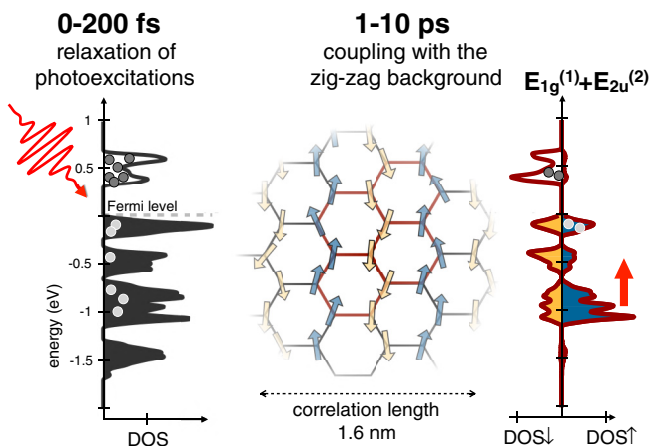 0-200 fs
relaxation of
photoexcitations
1-10 ps
coupling with the
zig-zag background
E1g(1)+E2u(2)
1
0.5
Fermi level
-0.5
-1
-1.5
energy (eV)
DOS
correlation length
1.6 nm
DOS↓
DOS↑